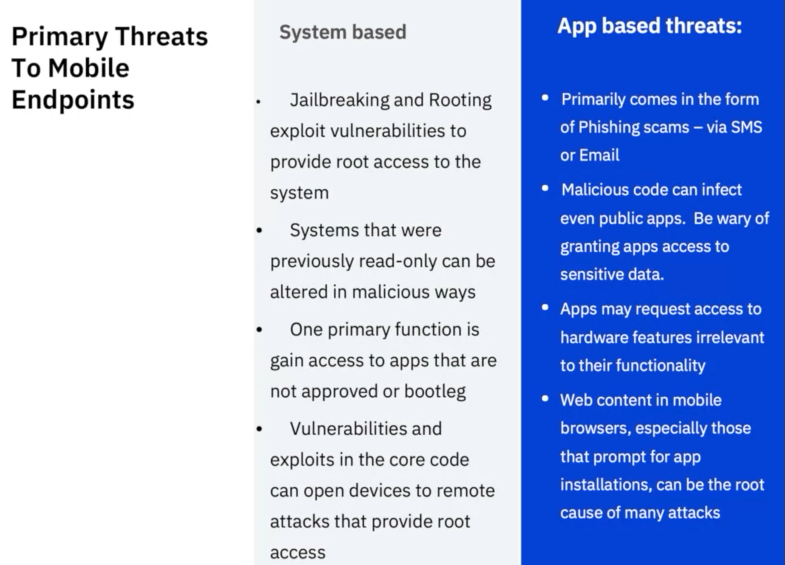 Primary Threats
To Mobile
Endpoints
System based
• Jailbreaking and Rooting
exploit vulnerabilities to
provide root access to the
system
• Systems that were
previously read-only can be
altered in malicious ways
• One primary function is
gain access to apps that are
not approved or bootleg
• Vulnerabilities and
exploits in the core code
can open devices to remote
attacks that provide root
access
App based threats:
• Primarily comes in the form
of Phishing scams – via SMS
or Email
• Malicious code can infect
even public apps. Be wary of
granting apps access to
sensitive data.
• Apps may request access to
hardware features irrelevant
to their functionality
• Web content in mobile
browsers, especially those
that prompt for app
installations, can be the root
cause of many attacks